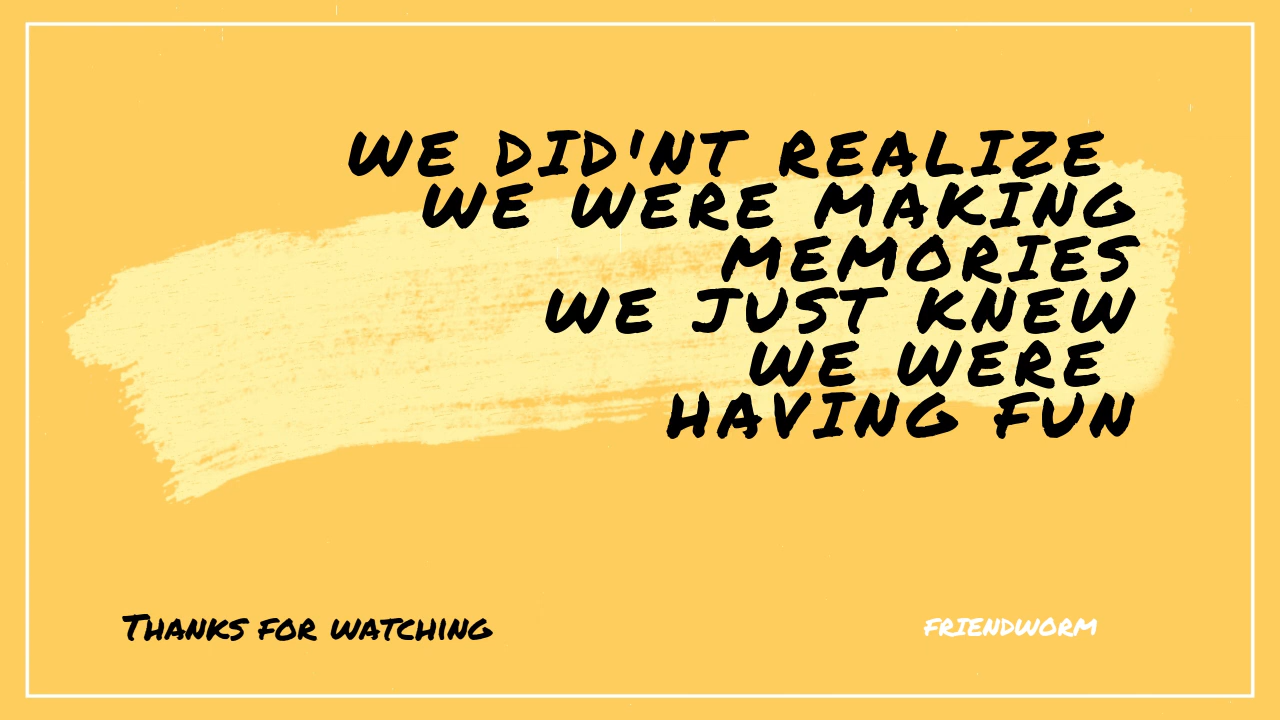 WE DID'NT REALIZE
WE WERE MAKING
MEMORIES
WE JUST KNEW
WE WERE
HAVING FUN
THANKS FOR WATCHING
FRIENDWORM